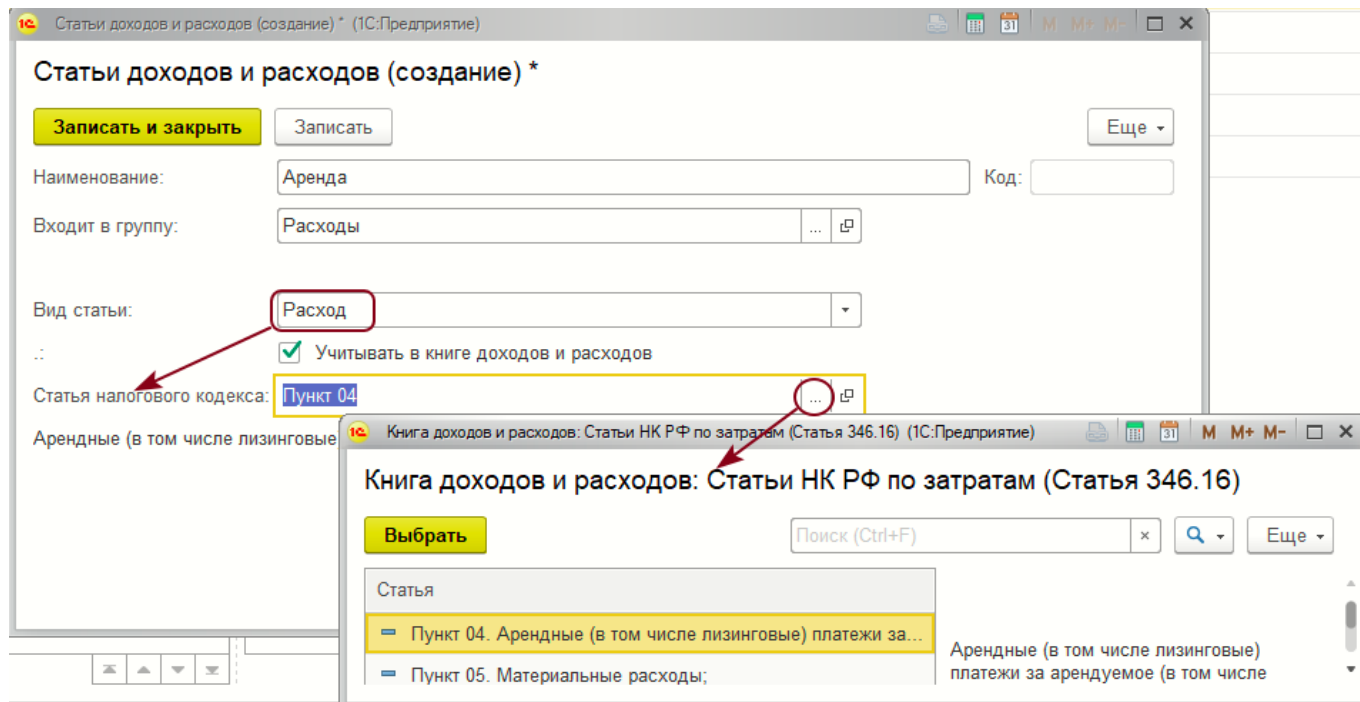 1С Статьи доходов и расходов (создание) * (1С:Предприятие) 31 M M+ M-
Статьи доходов и расходов (создание) *
Записать и закрыть Записать Еще
Наименование: Аренда Код:
Входит в группу: Расходы ...
Вид статьи: Расход
.:
Учитывать в книге доходов и расходов
Статья налогового кодекса: Пункт 04 ...
Арендные (в том числе лизинговые
1С Книга доходов и расходов: Статьи НК РФ по затратам (Статья 346.16) (1С:Предприятие) 31 M M+ M-
Книга доходов и расходов: Статьи НК РФ по затратам (Статья 346.16)
Выбрать Поиск (Ctrl+F) × Еще
Статья
Пункт 04. Арендные (в том числе лизинговые) платежи за...
Пункт 05. Материальные расходы;
Арендные (в том числе лизинговые)
платежи за арендуемое (в том числе